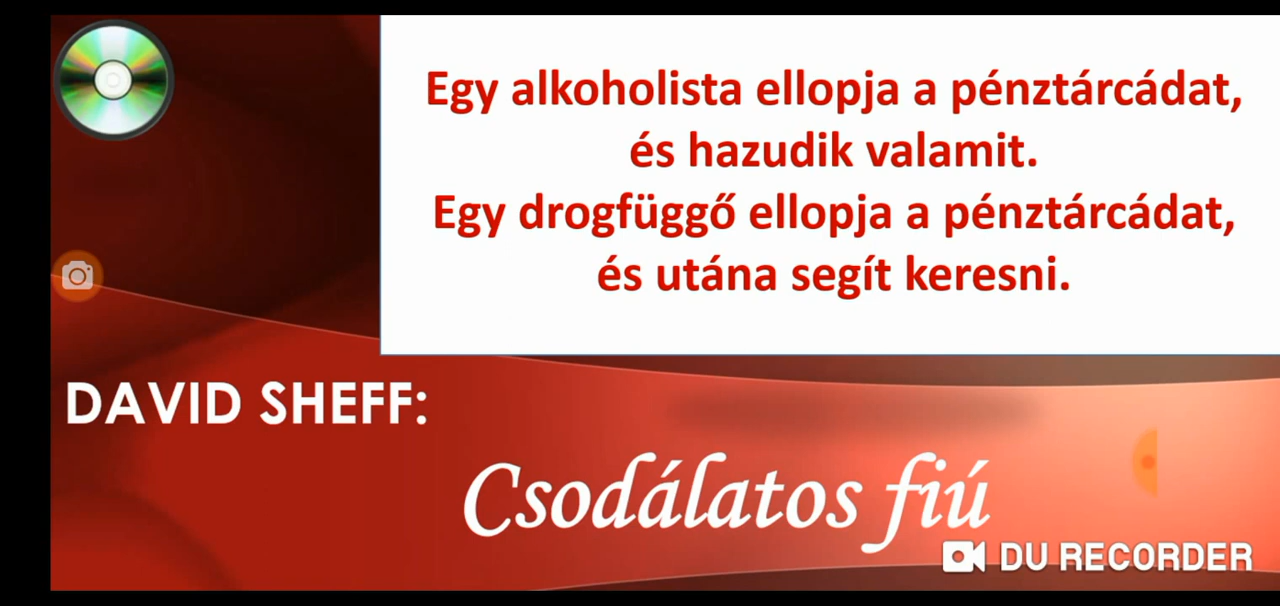 Egy alkoholista ellopja a pénztárcádat,
és hazudik valamit.
Egy drogfüggő ellopja a pénztárcádat,
és utána segít keresni.
DAVID SHEFF:
Csodálatos fiú
DU RECORDER